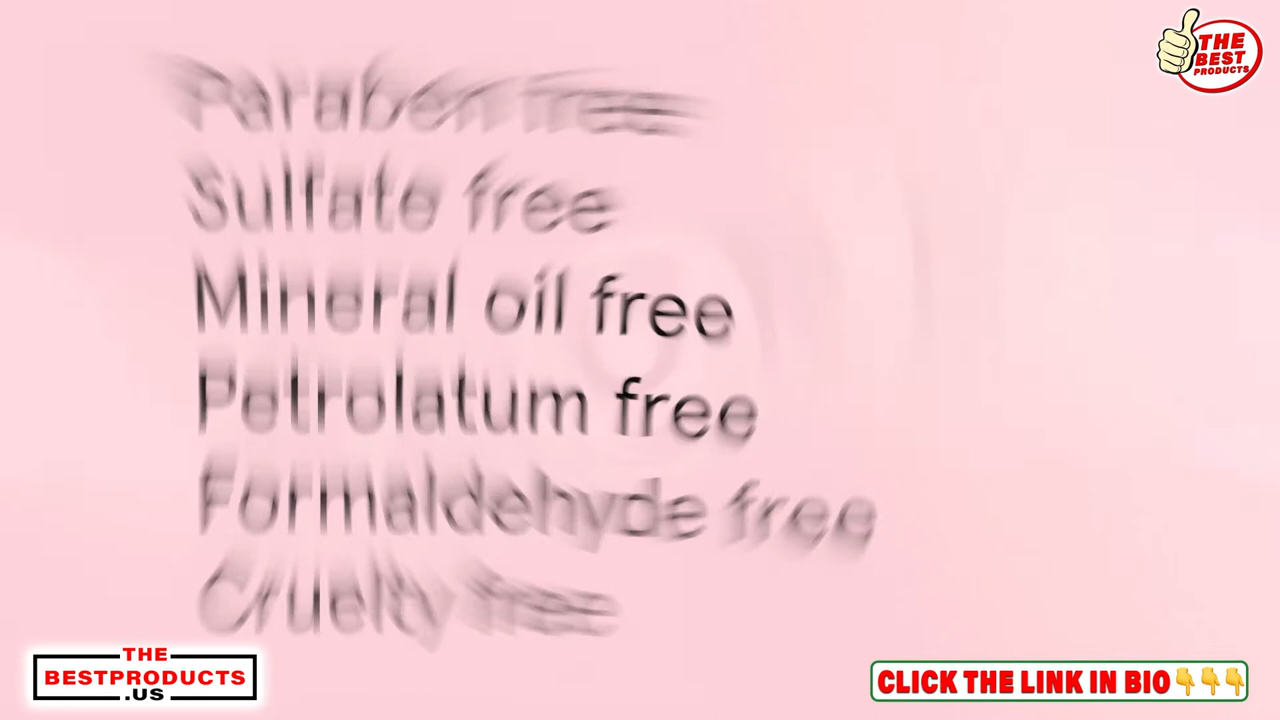 THE
BEST
PRODUCTS
Paraben free
Sulfate free
Mineral oil free
Petrolatum free
Formaldehyde free
Cruelty free
THE
BESTPRODUCTS
.US
CLICK THE LINK IN BIO👇👇👇